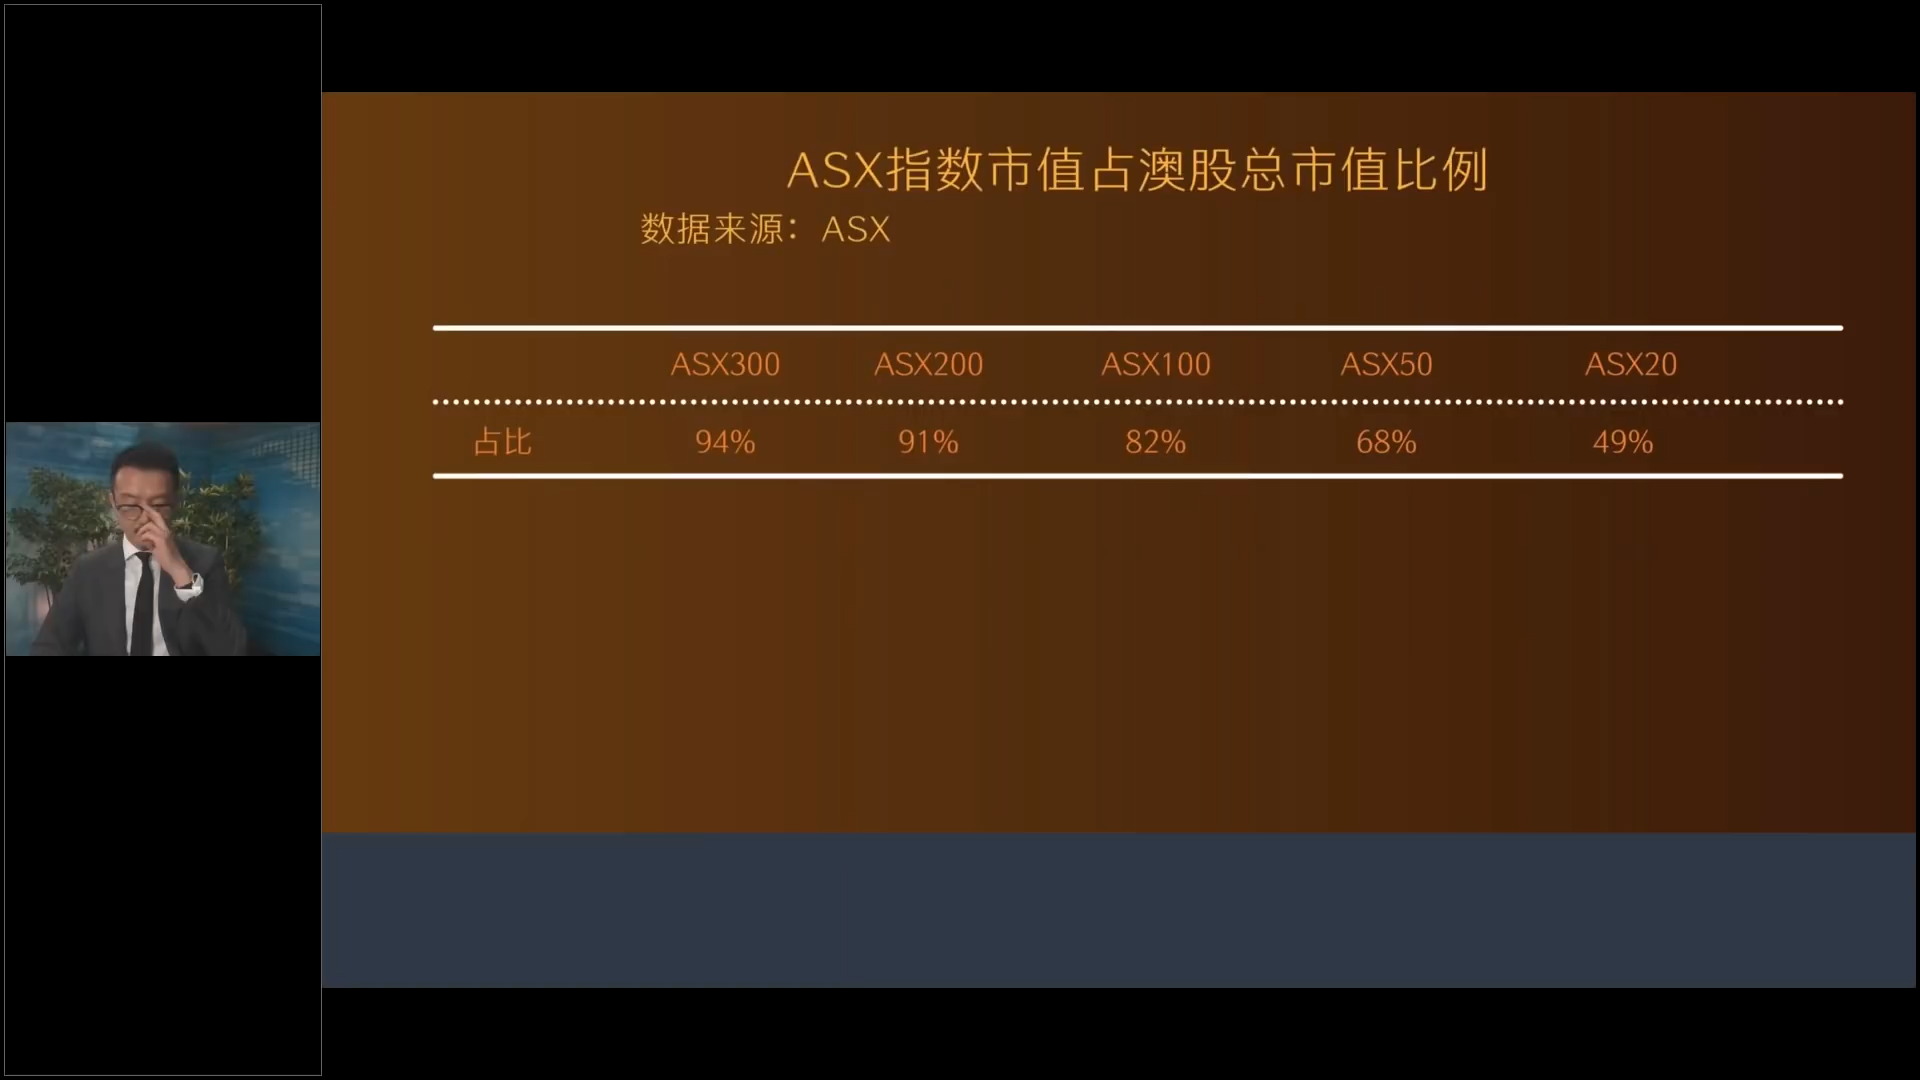 ASX指数市值占澳股总市值比例
数据来源：ASX
ASX300 ASX200 ASX100 ASX50 ASX20
占比 94% 91% 82% 68% 49%